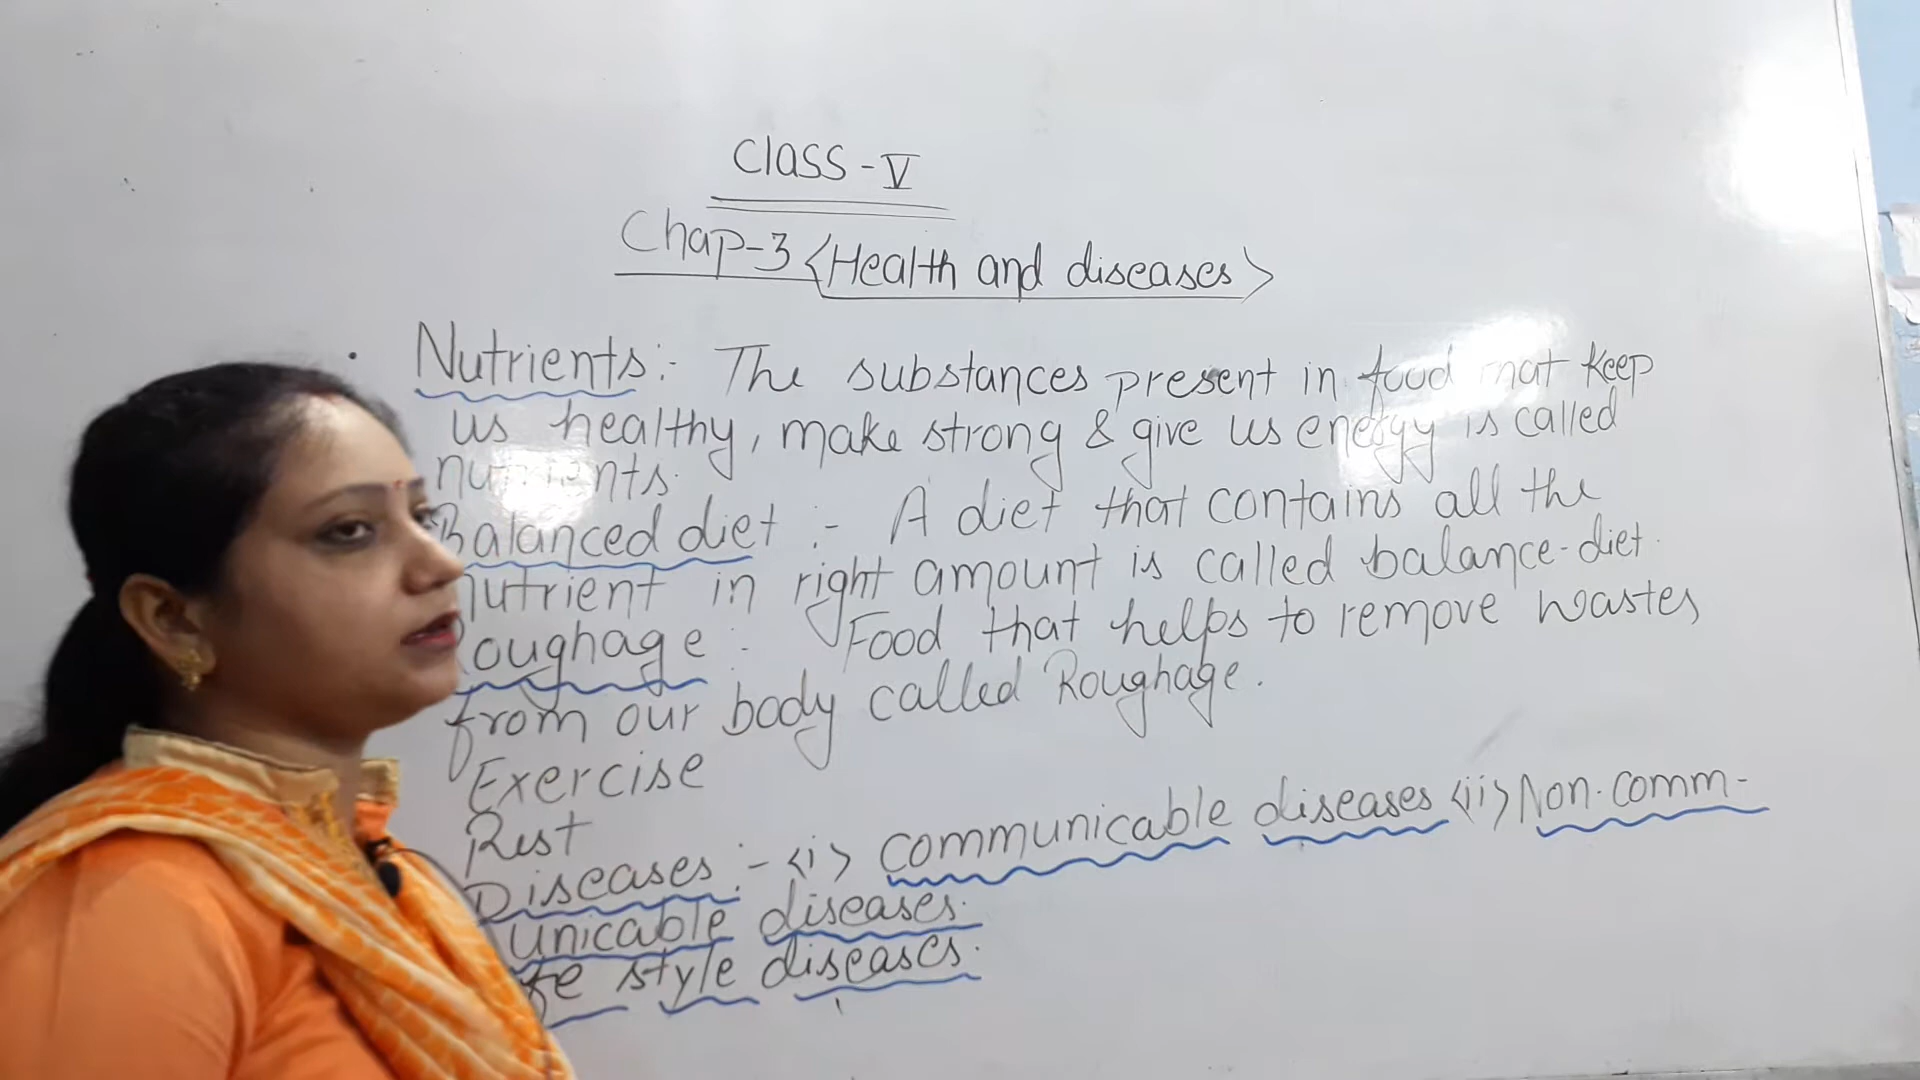 Class - V
Chap-3 <Health and diseases>
Nutrients :- The substances present in food that keep
us healthy, make strong & give us energy is called
nutrients.
Balanced diet :- A diet that contains all the
nutrient in right amount is called balance-diet.
Roughage :- Food that helps to remove wastes
from our body called Roughage.
Exercise
Rest
Diseases :- <i> communicable diseases <ii> Non-comm-
unicable diseases.
style diseases.